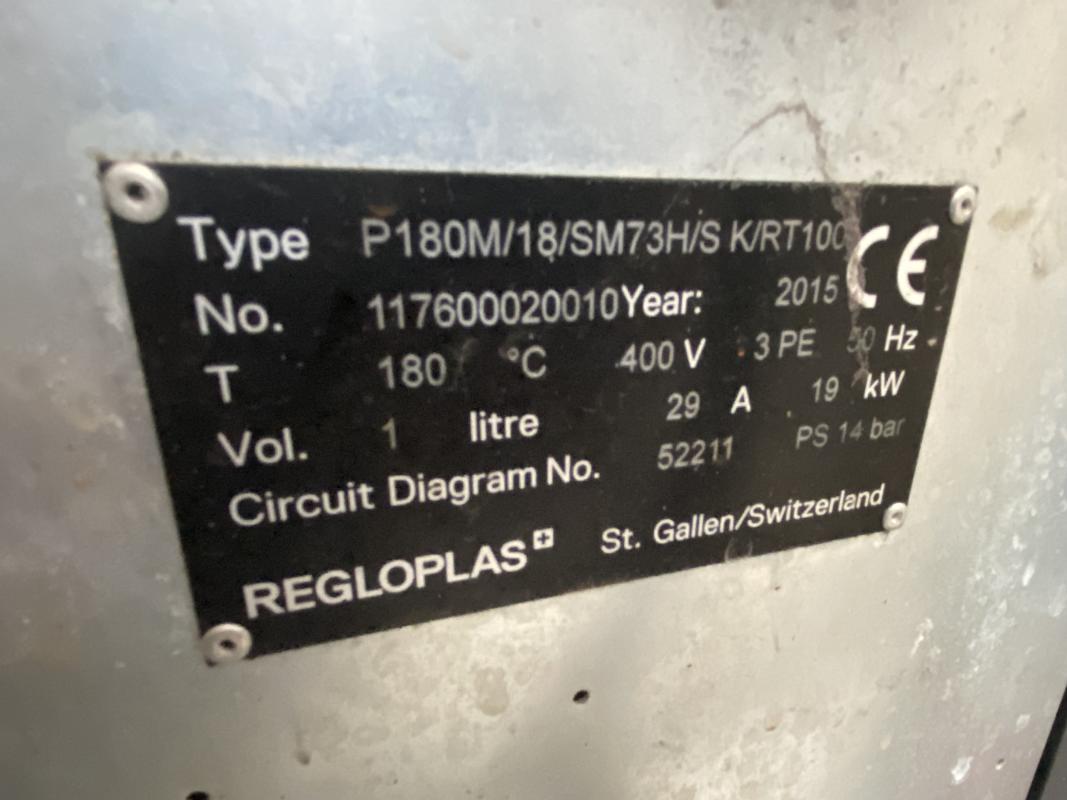 Type P180M/18/SM73H/S K/RT100 CE
No. 117600020010 Year: 2015
T 180 °C 400 V 3 PE 50 Hz
Vol. 1 litre 29 A 19 kW
Circuit Diagram No. 52211 PS 14 bar
REGLOPLAS St. Gallen/Switzerland